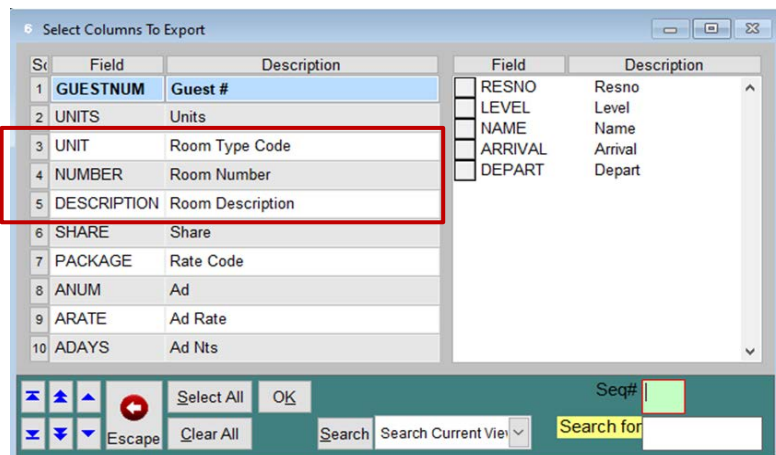 6 Select Columns To Export
Sc Field Description
1 GUESTNUM Guest #
2 UNITS Units
3 UNIT Room Type Code
4 NUMBER Room Number
5 DESCRIPTION Room Description
6 SHARE Share
7 PACKAGE Rate Code
8 ANUM Ad
9 ARATE Ad Rate
10 ADAYS Ad Nts
Field Description
RESNO Resno
LEVEL Level
NAME Name
ARRIVAL Arrival
DEPART Depart
Select All OK
Escape Clear All
Search Search Current Viev
Seq#
Search for